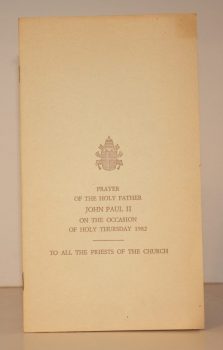 PRAYER
OF THE HOLY FATHER
JOHN PAUL II
ON THE OCCASION
OF HOLY THURSDAY 1982
TO ALL THE PRIESTS OF THE CHURCH